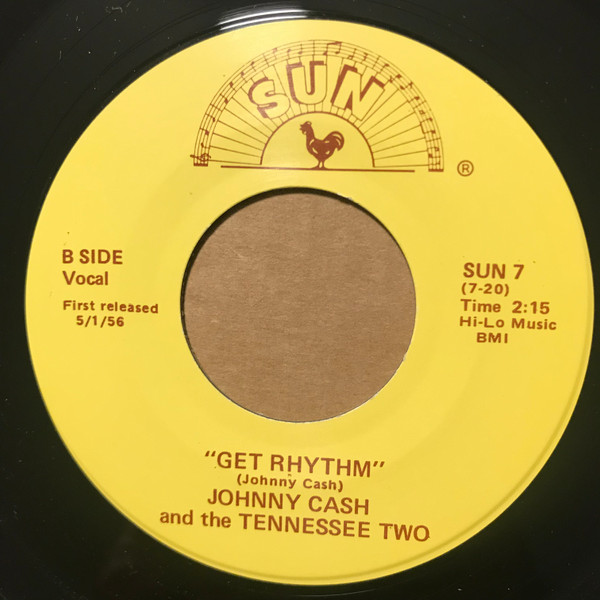 SUN
®
B SIDE
Vocal
First released
5/1/56
SUN 7
(7-20)
Time 2:15
Hi-Lo Music
BMI
"GET RHYTHM"
(Johnny Cash)
JOHNNY CASH
and the TENNESSEE TWO